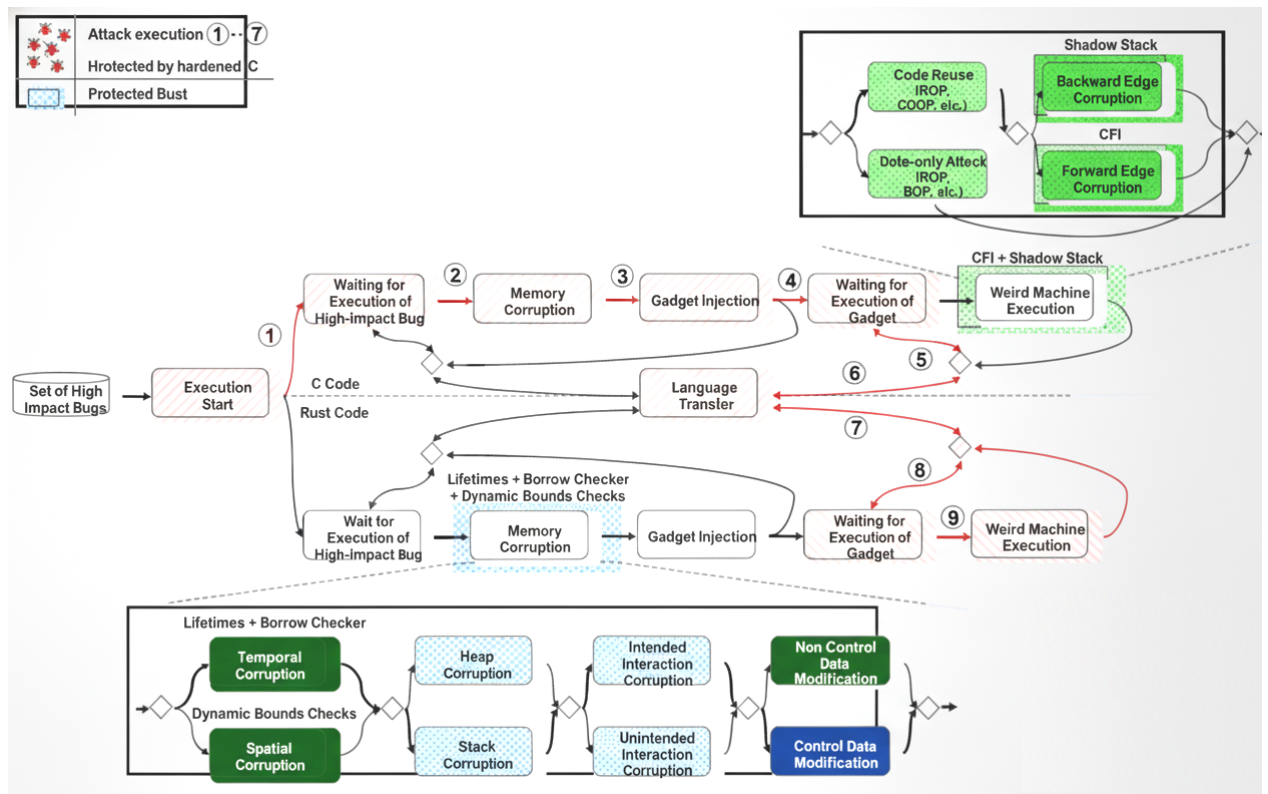 Attack execution ① -- ⑦
Hrotected by hardened C
Protected Bust
Shadow Stack
Code Reuse
IROP,
COOP, elc.)
Backward Edge
Corruption
CFI
Dote-only Atteck
IROP,
BOP, alc.)
Forward Edge
Corruption
CFI + Shadow Stack
Waiting for
Execution of
High-impact Bug
②
Memory
Corruption
③
Gadget Injection
④
Waiting for
Execution of
Gadget
Weird Machine
Execution
①
⑤
⑥
Set of High
Impact Bugs
Execution
Start
C Code
Rust Code
Language
Transfer
⑦
⑧
Lifetimes + Borrow Checker
+ Dynamic Bounds Checks
Wait for
Execution of
High-impact Bug
Memory
Corruption
Gadget Injection
Waiting for
Execution of
Gadget
⑨
Weird Machine
Execution
Lifetimes + Borrow Checker
Temporal
Corruption
Heap
Corruption
Intended
Interaction
Corruption
Non Control
Data
Modification
Dynamic Bounds Checks
Spatial
Corruption
Stack
Corruption
Unintended
Interaction
Corruption
Control Data
Modification